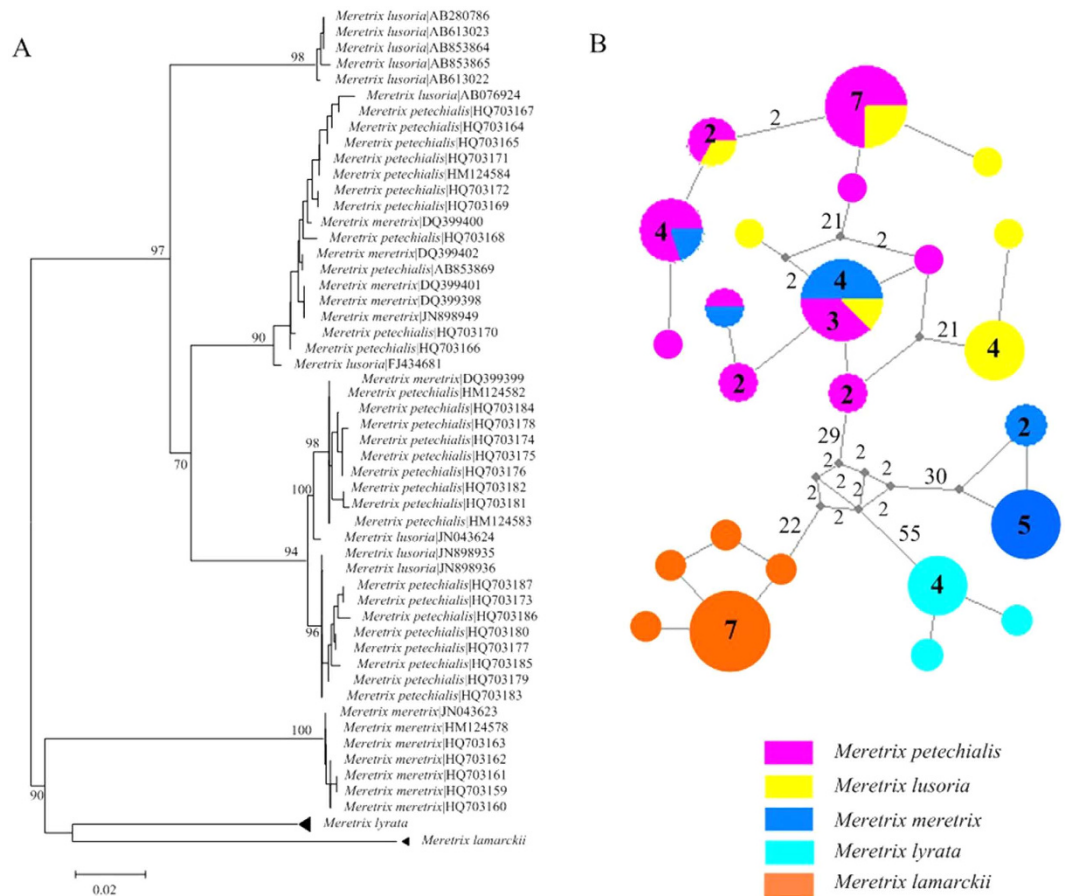 A
Meretrix lusoria|AB280786
Meretrix lusoria|AB613023
Meretrix lusoria|AB853864
98
Meretrix lusoria|AB853865
Meretrix lusoria|AB613022
Meretrix lusoria|AB076924
Meretrix petechialis|HQ703167
Meretrix petechialis|HQ703164
Meretrix petechialis|HQ703165
Meretrix petechialis|HQ703171
Meretrix petechialis|HM124584
Meretrix petechialis|HQ703172
Meretrix petechialis|HQ703169
Meretrix meretrix|DQ399400
Meretrix petechialis|HQ703168
97
Meretrix meretrix|DQ399402
Meretrix petechialis|AB853869
Meretrix meretrix|DQ399401
Meretrix meretrix|DQ399398
Meretrix meretrix|JN898949
Meretrix petechialis|HQ703170
90
Meretrix petechialis|HQ703166
Meretrix lusoria|FJ434681
Meretrix meretrix|DQ399399
Meretrix petechialis|HM124582
Meretrix petechialis|HQ703184
Meretrix petechialis|HQ703178
98
Meretrix petechialis|HQ703174
Meretrix petechialis|HQ703175
70
Meretrix petechialis|HQ703176
Meretrix petechialis|HQ703182
100
Meretrix petechialis|HQ703181
Meretrix petechialis|HM124583
Meretrix lusoria|JN043624
94
Meretrix lusoria|JN898935
Meretrix lusoria|JN898936
Meretrix petechialis|HQ703187
Meretrix petechialis|HQ703173
Meretrix petechialis|HQ703186
96
Meretrix petechialis|HQ703180
Meretrix petechialis|HQ703177
Meretrix petechialis|HQ703185
Meretrix petechialis|HQ703179
Meretrix petechialis|HQ703183
Meretrix meretrix|JN043623
100
Meretrix meretrix|HM124578
Meretrix meretrix|HQ703163
Meretrix meretrix|HQ703162
Meretrix meretrix|HQ703161
Meretrix meretrix|HQ703159
90
Meretrix meretrix|HQ703160
Meretrix lyrata
Meretrix lamarckii
0.02
B
7
2
2
4
21
2
2
4
3
21
4
2
2
29
2
2
2
2
2
2
2
2
30
2
5
22
55
4
7
Meretrix petechialis
Meretrix lusoria
Meretrix meretrix
Meretrix lyrata
Meretrix lamarckii